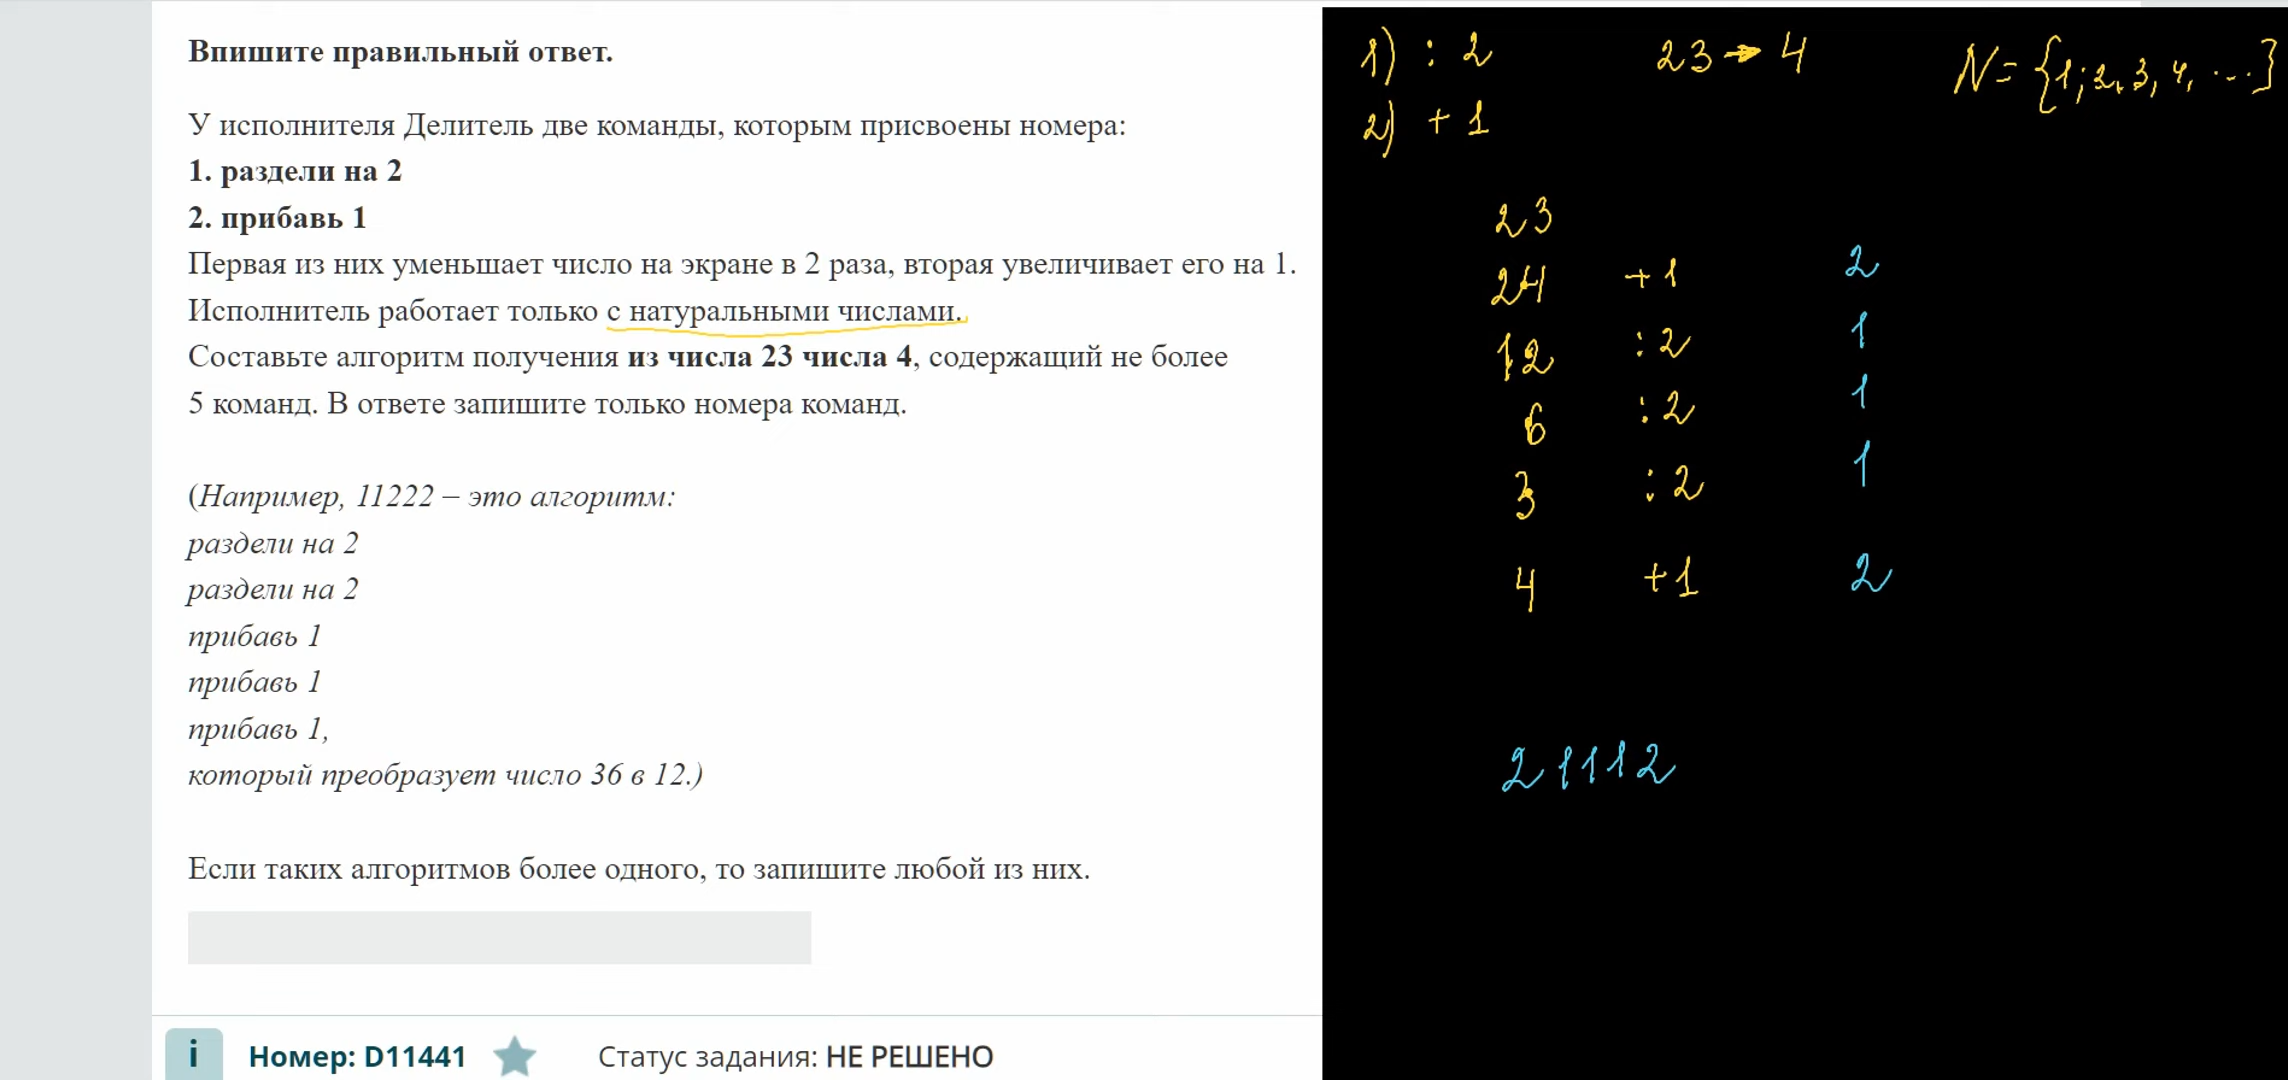 Впишите правильный ответ.
У исполнителя Делитель две команды, которым присвоены номера:
1. раздели на 2
2. прибавь 1
Первая из них уменьшает число на экране в 2 раза, вторая увеличивает его на 1.
Исполнитель работает только с натуральными числами.
Составьте алгоритм получения из числа 23 числа 4, содержащий не более
5 команд. В ответе запишите только номера команд.
(Например, 11222 – это алгоритм:
раздели на 2
раздели на 2
прибавь 1
прибавь 1
прибавь 1,
который преобразует число 36 в 12.)
Если таких алгоритмов более одного, то запишите любой из них.
i Номер: D11441 Статус задания: НЕ РЕШЕНО
1) : 2 23 → 4 N = {1; 2, 3, 4, ...}
2) + 1
23
24 +1 2
12 : 2 1
6 : 2 1
3 : 2 1
4 +1 2
21112